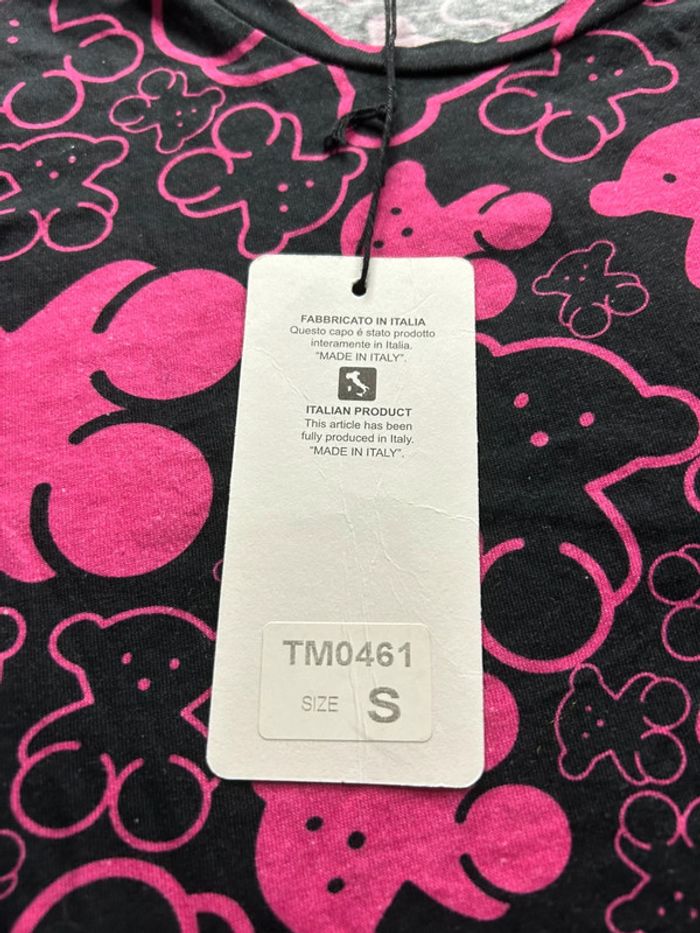 FABBRICATO IN ITALIA
Questo capo é stato prodotto
interamente in Italia.
"MADE IN ITALY".
ITALIAN PRODUCT
This article has been
fully produced in Italy.
"MADE IN ITALY".
TM0461
SIZE S